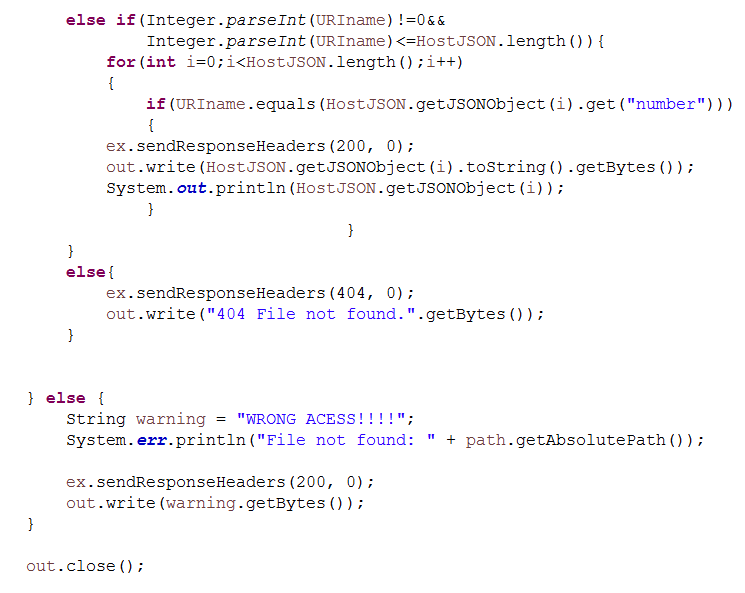 else if(Integer.parseInt(URIname)!=0&&
Integer.parseInt(URIname)<=HostJSON.length()){
for(int i=0;i<HostJSON.length();i++)
{
if(URIname.equals(HostJSON.getJSONObject(i).get("number")))
{
ex.sendResponseHeaders(200, 0);
out.write(HostJSON.getJSONObject(i).toString().getBytes());
System.out.println(HostJSON.getJSONObject(i));
}
}
}
else{
ex.sendResponseHeaders(404, 0);
out.write("404 File not found.".getBytes());
}
} else {
String warning = "WRONG ACESS!!!!";
System.err.println("File not found: " + path.getAbsolutePath());
ex.sendResponseHeaders(200, 0);
out.write(warning.getBytes());
}
out.close();